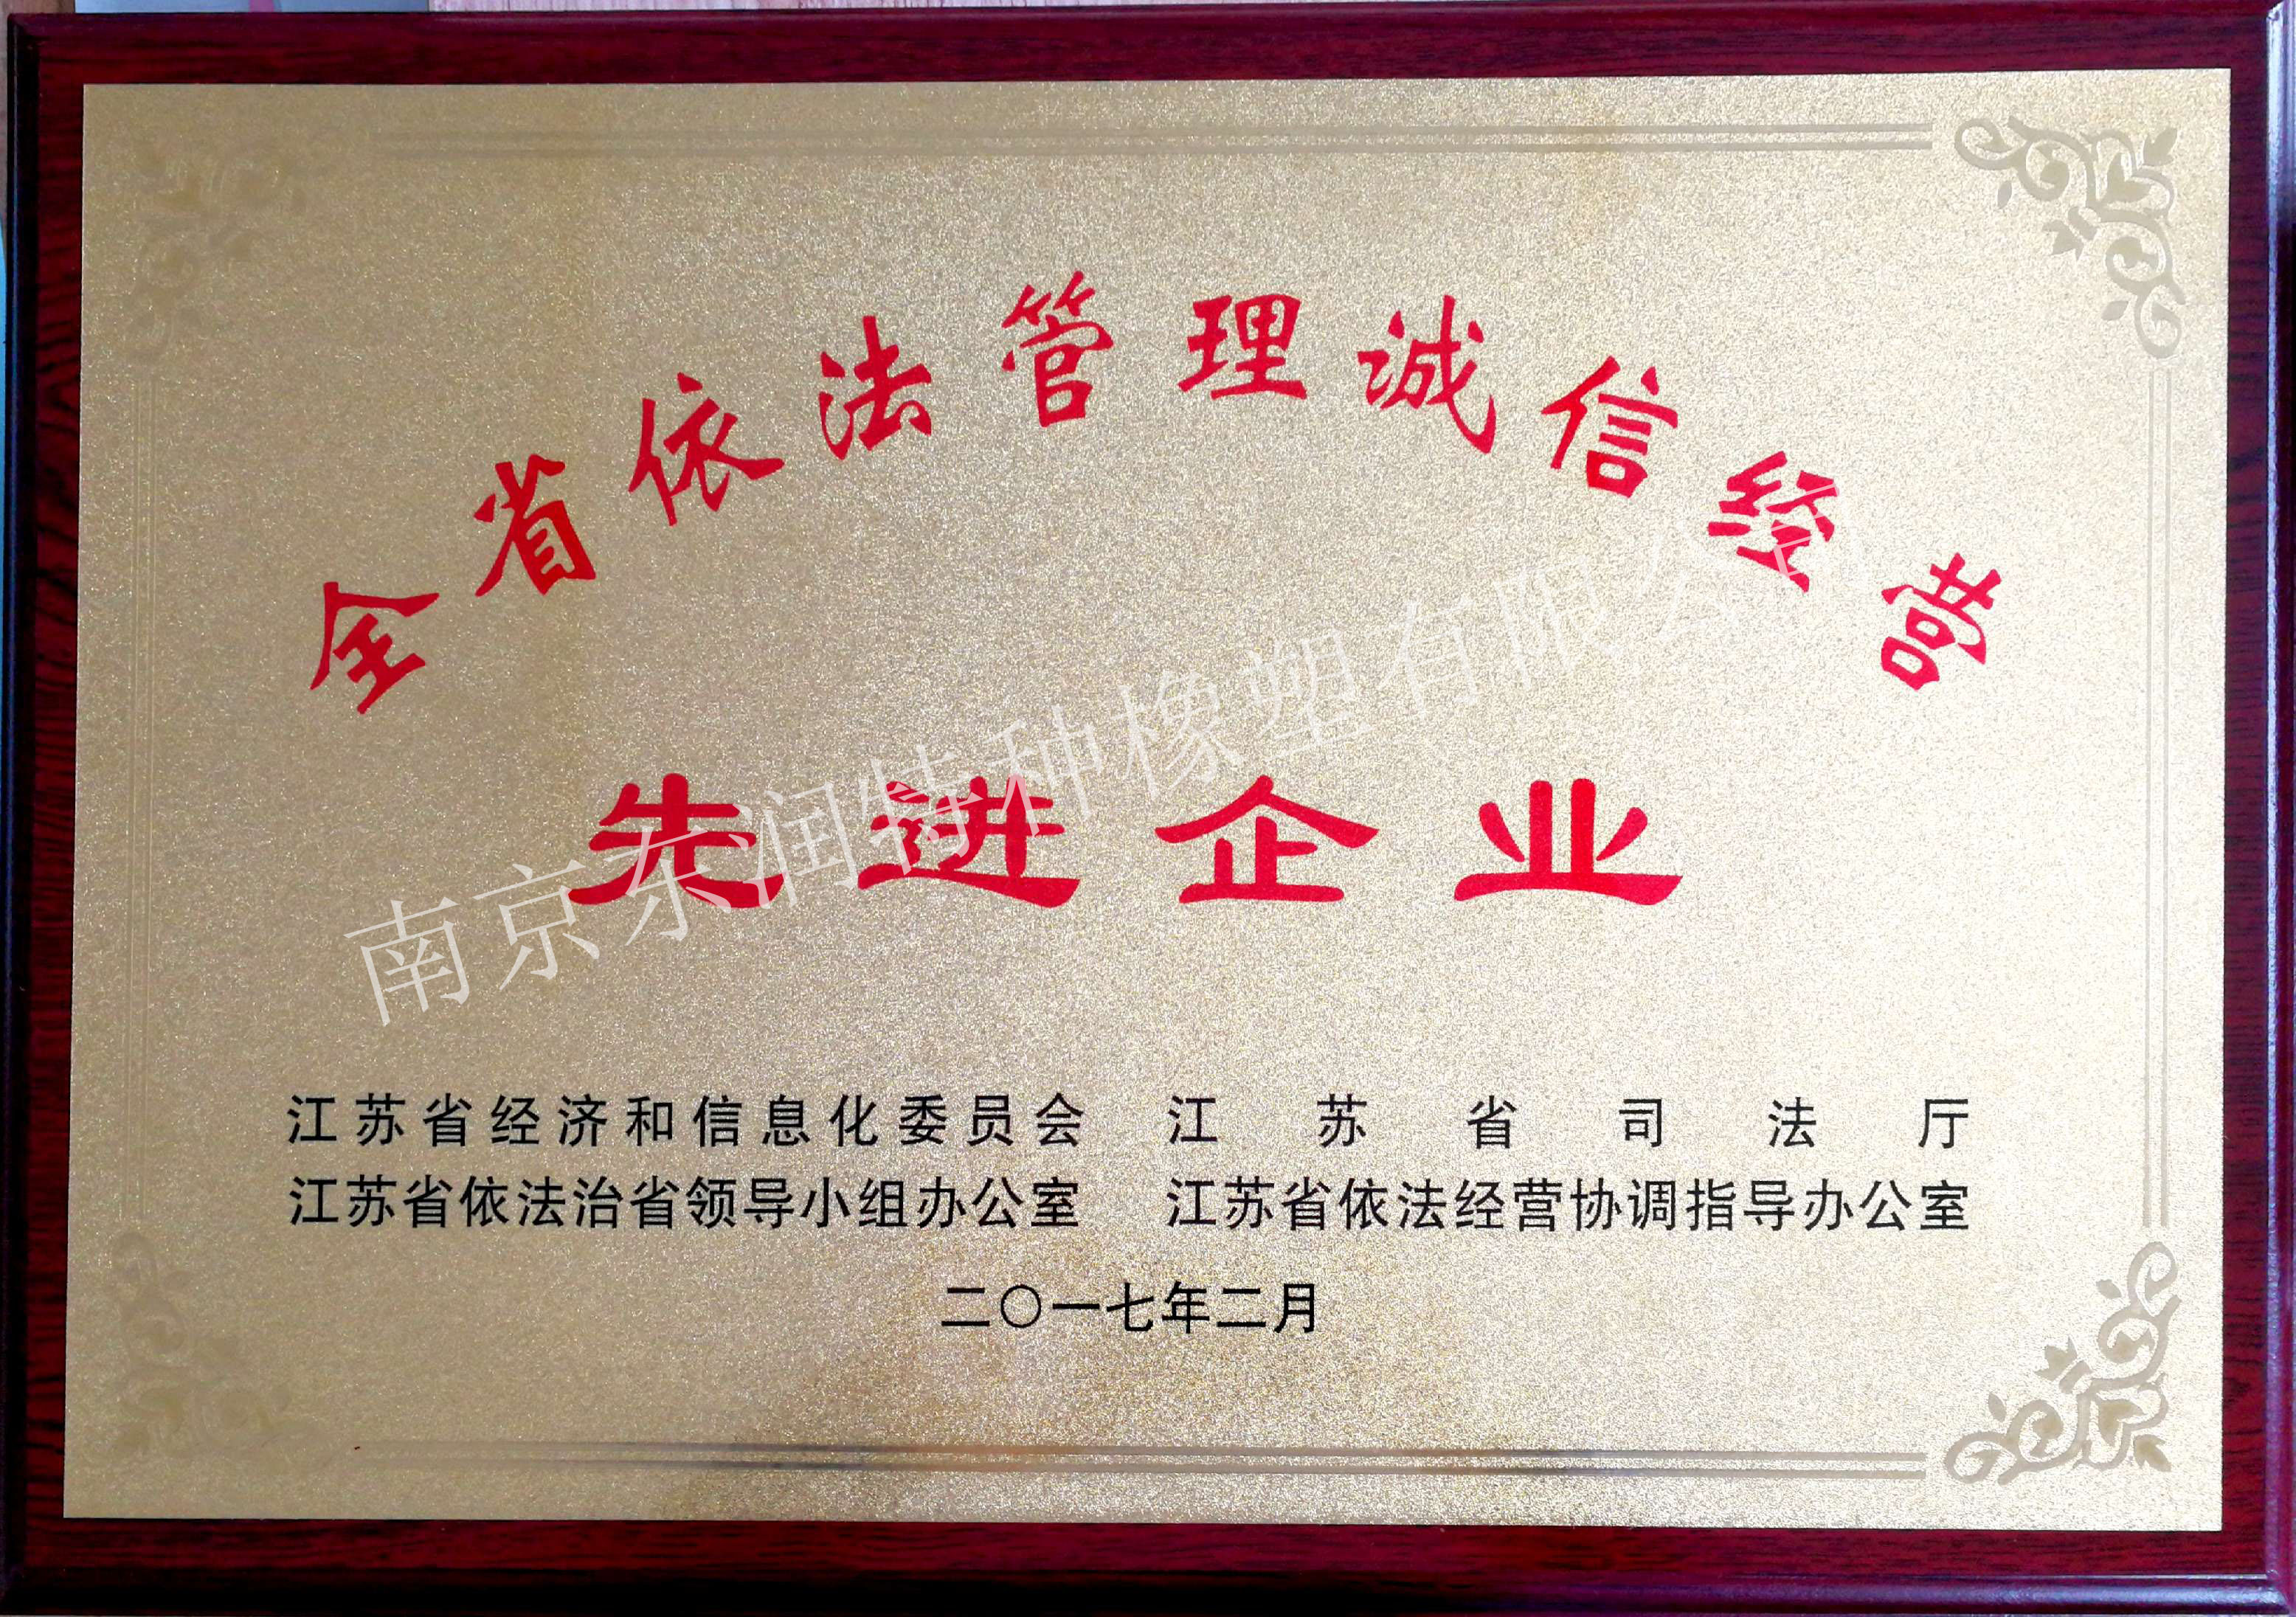 全省依法管理诚信经营
先进企业
南京东润特种橡塑有限公司
江苏省经济和信息化委员会 江苏省司法厅
江苏省依法治省领导小组办公室 江苏省依法经营协调指导办公室
二〇一七年二月